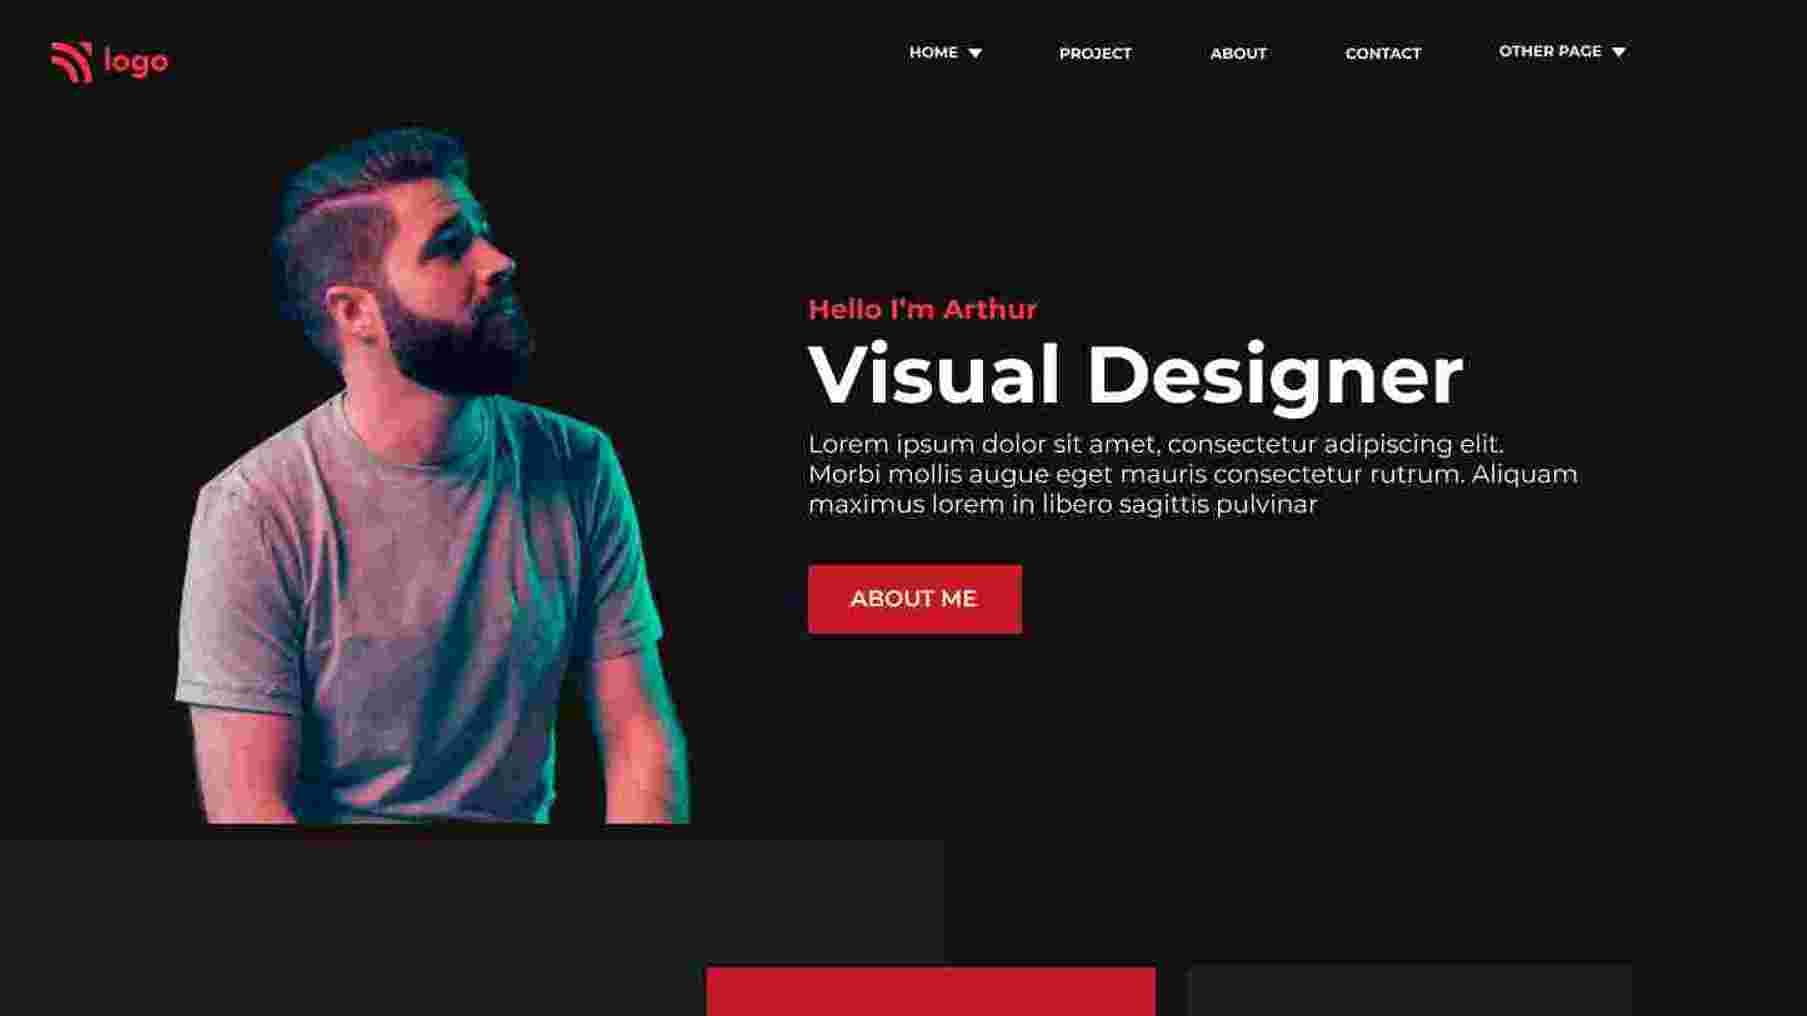 logo
HOME
PROJECT
ABOUT
CONTACT
OTHER PAGE
Hello I'm Arthur
Visual Designer
Lorem ipsum dolor sit amet, consectetur adipiscing elit.
Morbi mollis augue eget mauris consectetur rutrum. Aliquam
maximus lorem in libero sagittis pulvinar
ABOUT ME